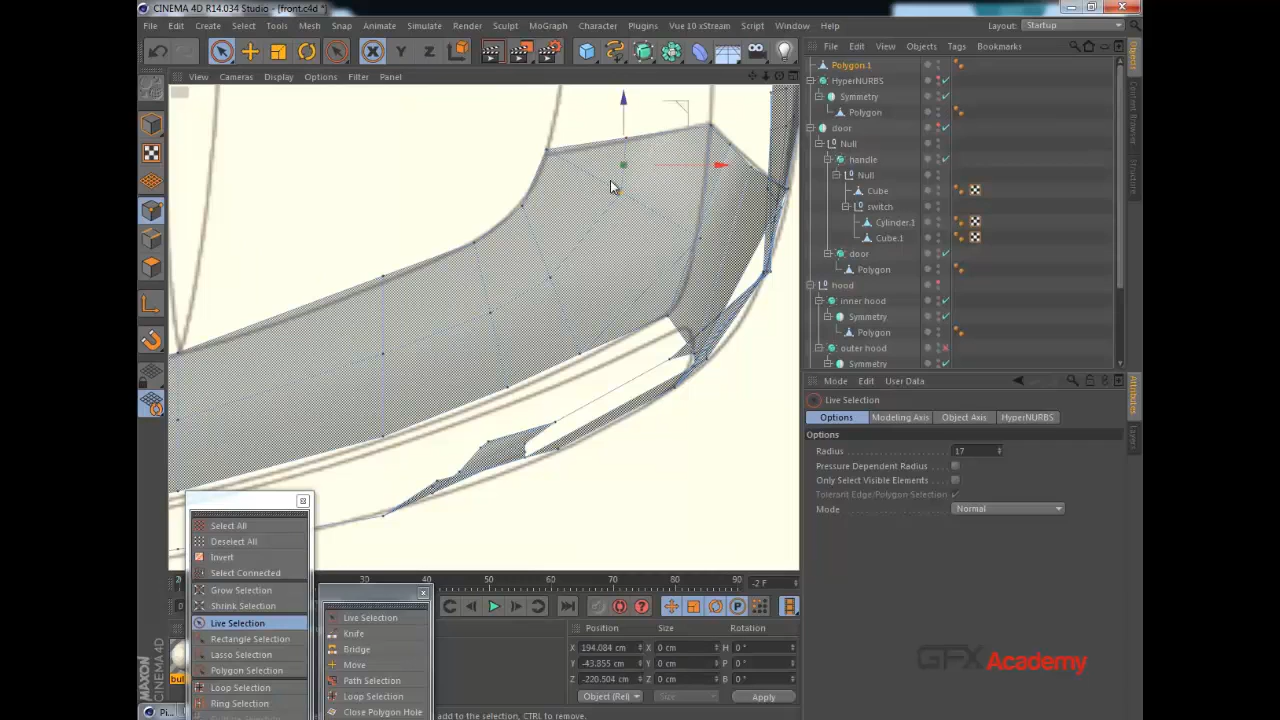 CINEMA 4D R14.034 Studio - [front.c4d *]
File Edit Create Select Tools Mesh Snap Animate Simulate Render Sculpt MoGraph Character Plugins Vue 10 xStream Script Window Help
Layout: Startup
View Cameras Display Options Filter Panel
File Edit View Objects Tags Bookmarks
Polygon.1
HyperNURBS
Symmetry
Polygon
door
Null
handle
Null
Cube
switch
Cylinder.1
Cube.1
door
Polygon
hood
inner hood
Symmetry
Polygon
outer hood
Symmetry
Mode Edit User Data
Live Selection
Options Modeling Axis Object Axis HyperNURBS
Options
Radius 17
Pressure Dependent Radius
Only Select Visible Elements
Tolerant Edge/Polygon Selection
Mode Normal
Select All
Deselect All
Invert
Select Connected
Grow Selection
Shrink Selection
Live Selection
Rectangle Selection
Lasso Selection
Polygon Selection
Loop Selection
Ring Selection
Live Selection
Knife
Bridge
Move
Path Selection
Loop Selection
Close Polygon Hole
30 40 50 60 70 80 90 -2 F
Position Size Rotation
X 194.084 cm X 0 cm H 0 °
Y -43.855 cm Y 0 cm P 0 °
Z -220.504 cm Z 0 cm B 0 °
Object (Rel) Size Apply
add to the selection, CTRL to remove.
MAXON CINEMA 4D
GFXAcademy